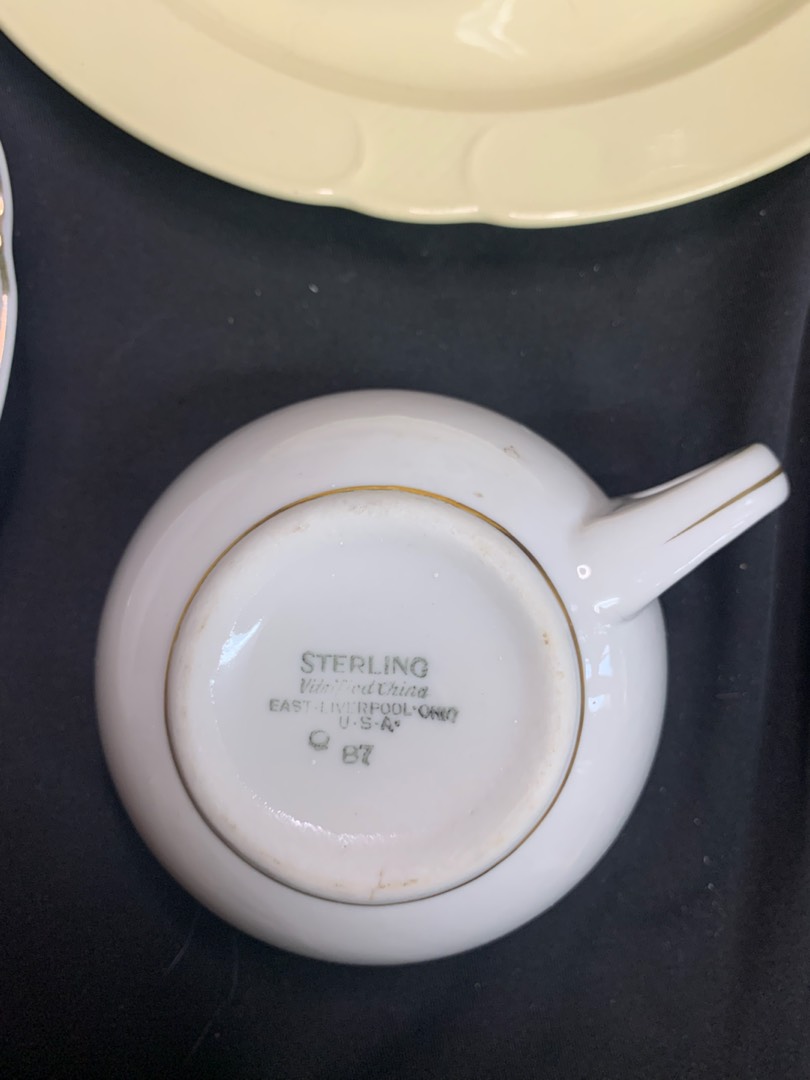 STERLING
Vitrified China
EAST·LIVERPOOL·OHIO
U·S·A·
87